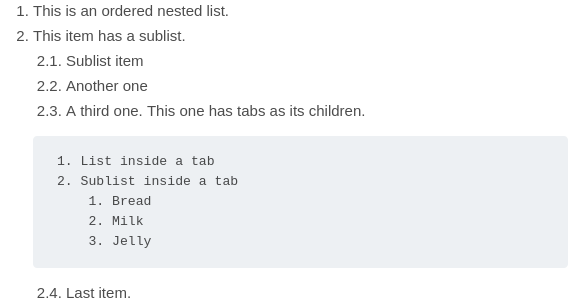 1. This is an ordered nested list.
2. This item has a sublist.
2.1. Sublist item
2.2. Another one
2.3. A third one. This one has tabs as its children.
1. List inside a tab
2. Sublist inside a tab
1. Bread
2. Milk
3. Jelly
2.4. Last item.